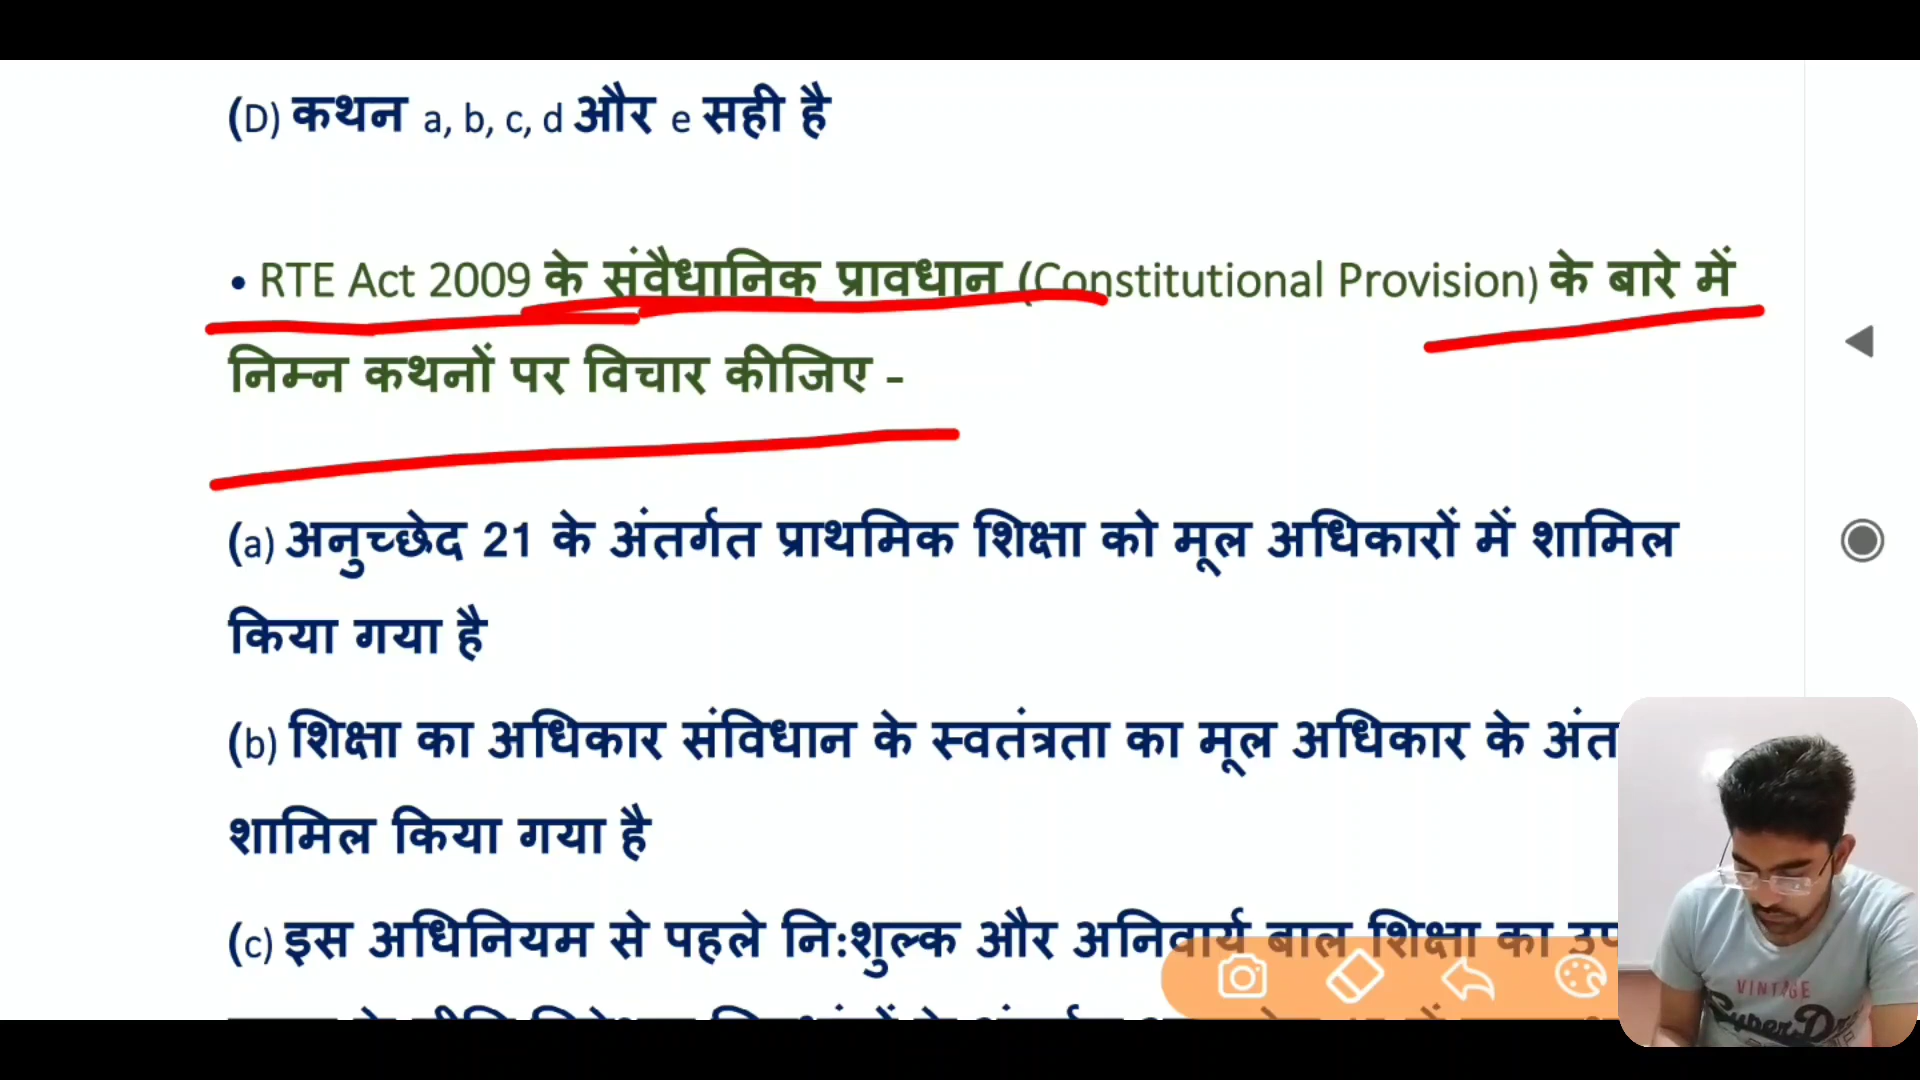 (D) कथन a, b, c, d और e सही है
• RTE Act 2009 के संवैधानिक प्रावधान (Constitutional Provision) के बारे में
निम्न कथनों पर विचार कीजिए -
(a) अनुच्छेद 21 के अंतर्गत प्राथमिक शिक्षा को मूल अधिकारों में शामिल
किया गया है
(b) शिक्षा का अधिकार संविधान के स्वतंत्रता का मूल अधिकार के
शामिल किया गया है
(c) इस अधिनियम से पहले नि:शुल्क और अनिवार्य बाल शिक्षा का
VINTAGE